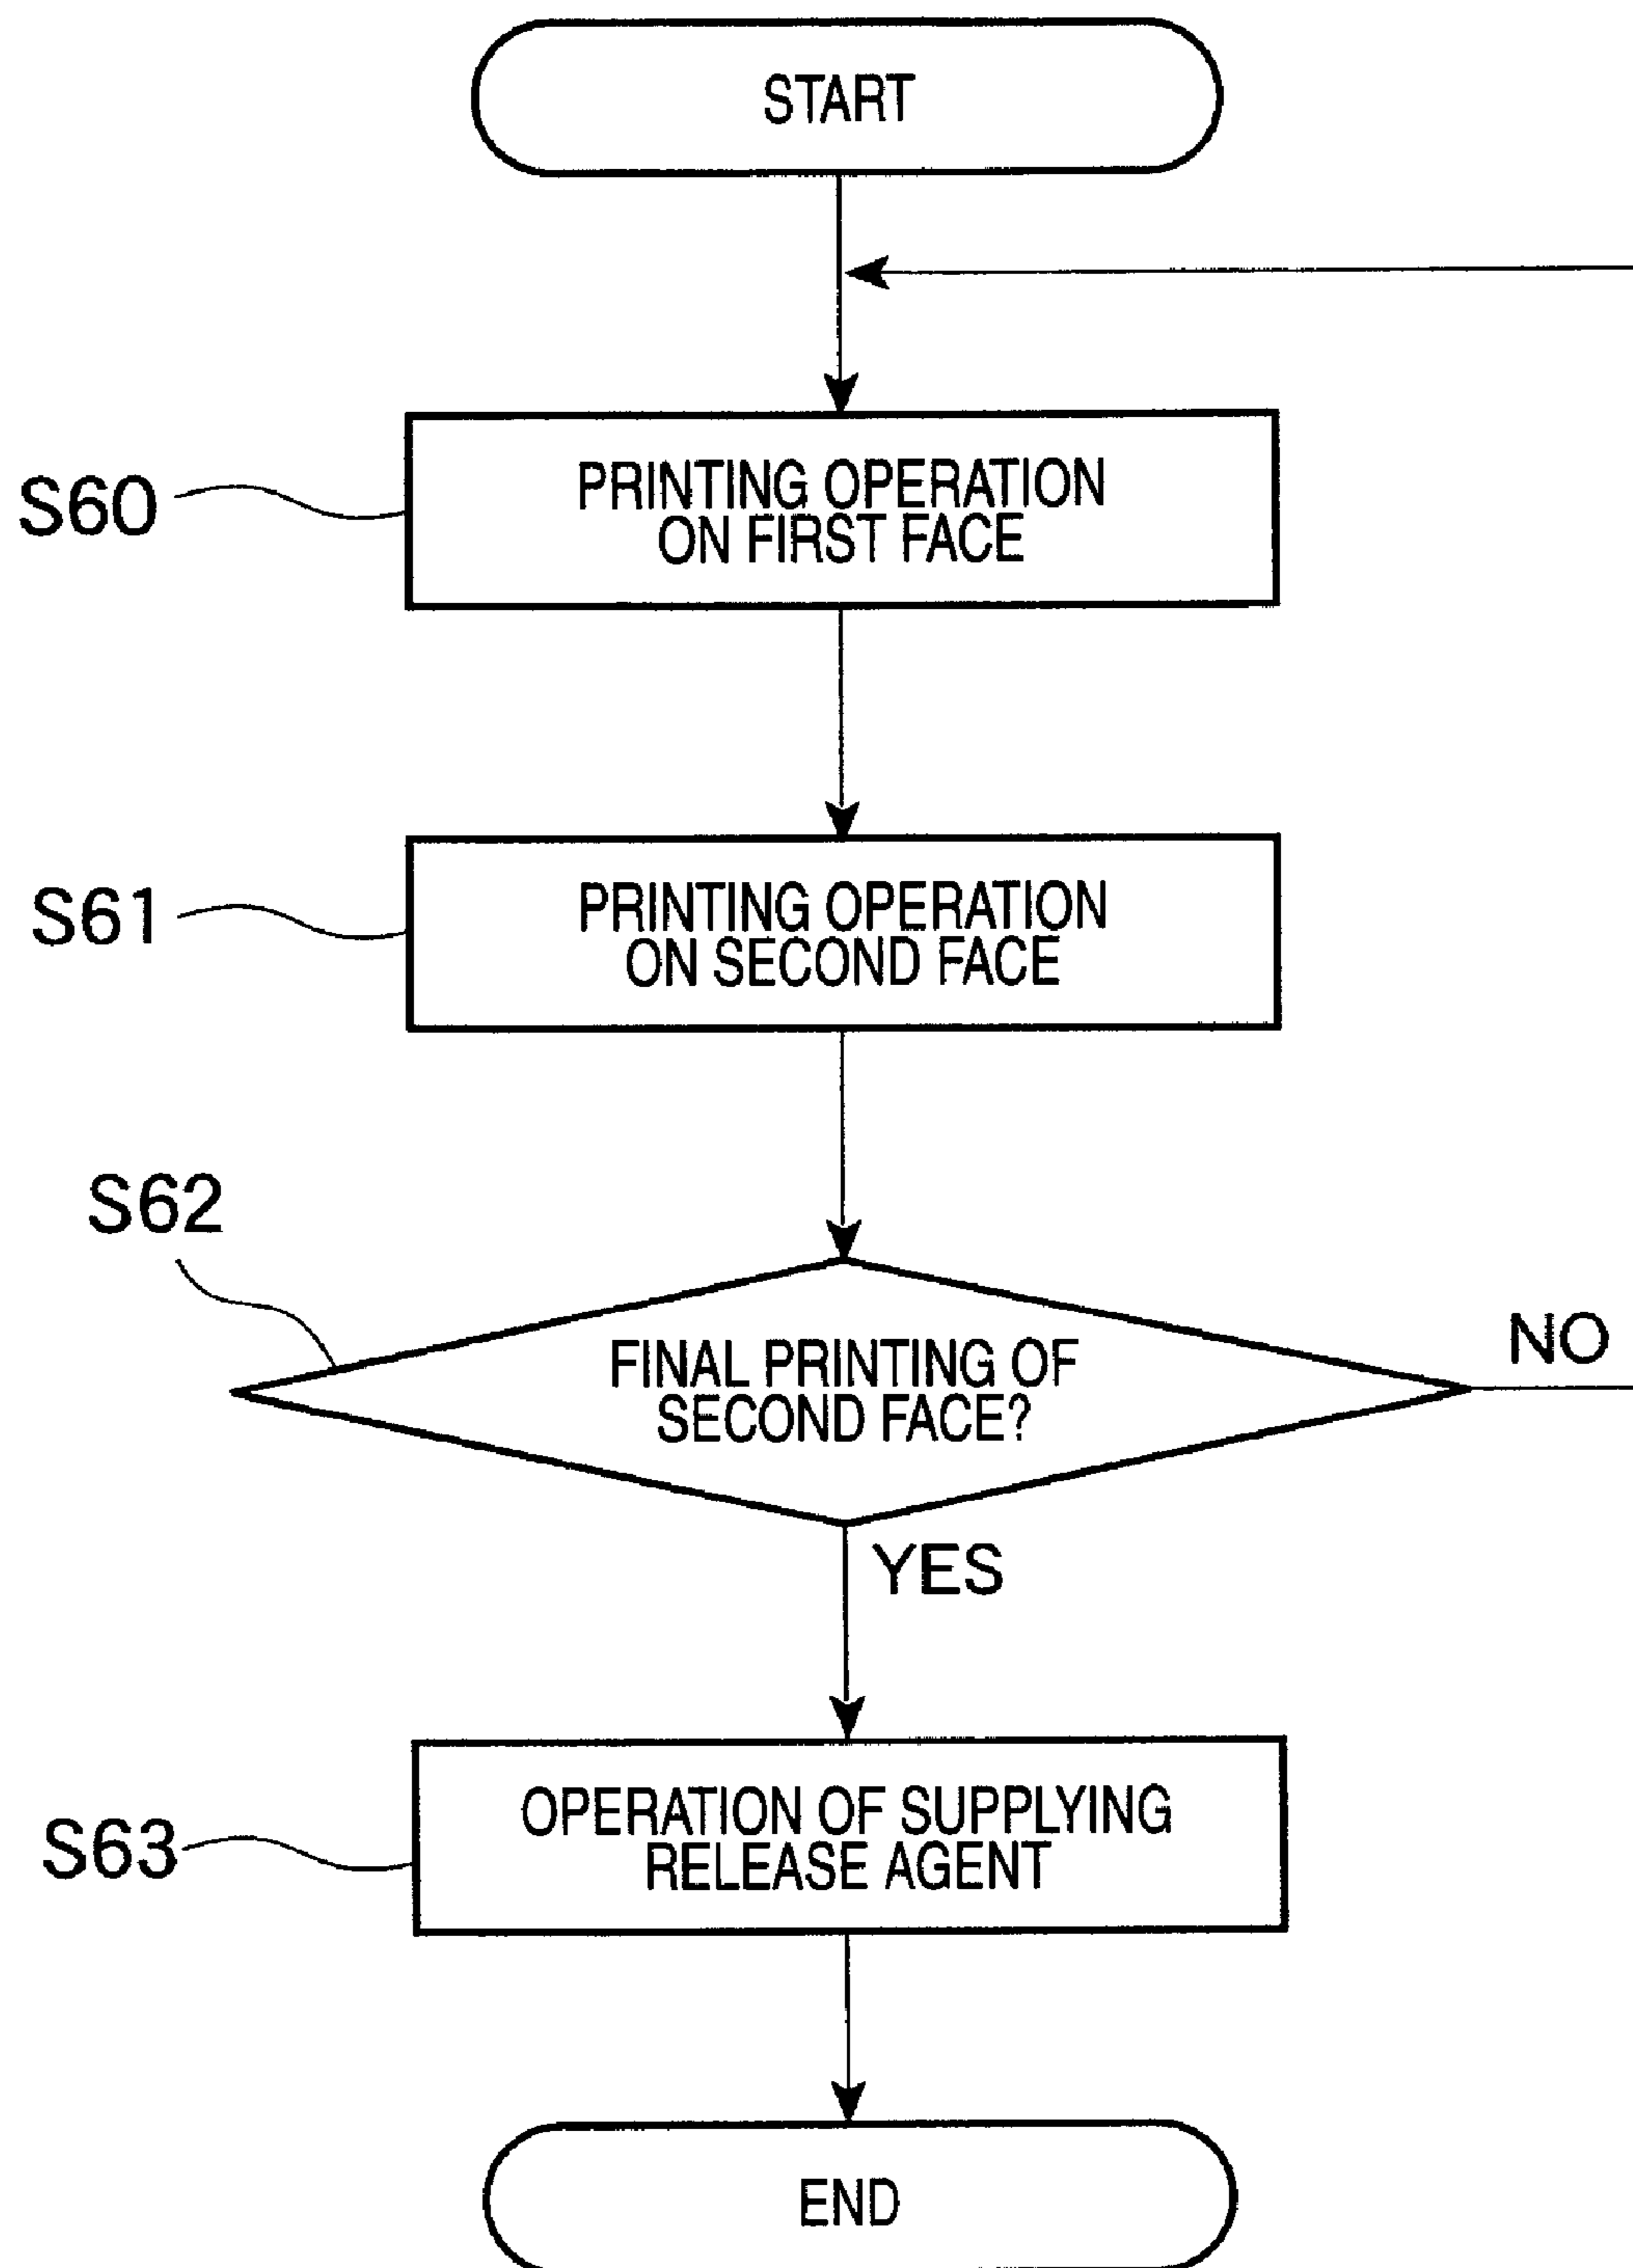 START
S60
PRINTING OPERATION
ON FIRST FACE
S61
PRINTING OPERATION
ON SECOND FACE
S62
FINAL PRINTING OF
SECOND FACE?
NO
YES
S63
OPERATION OF SUPPLYING
RELEASE AGENT
END